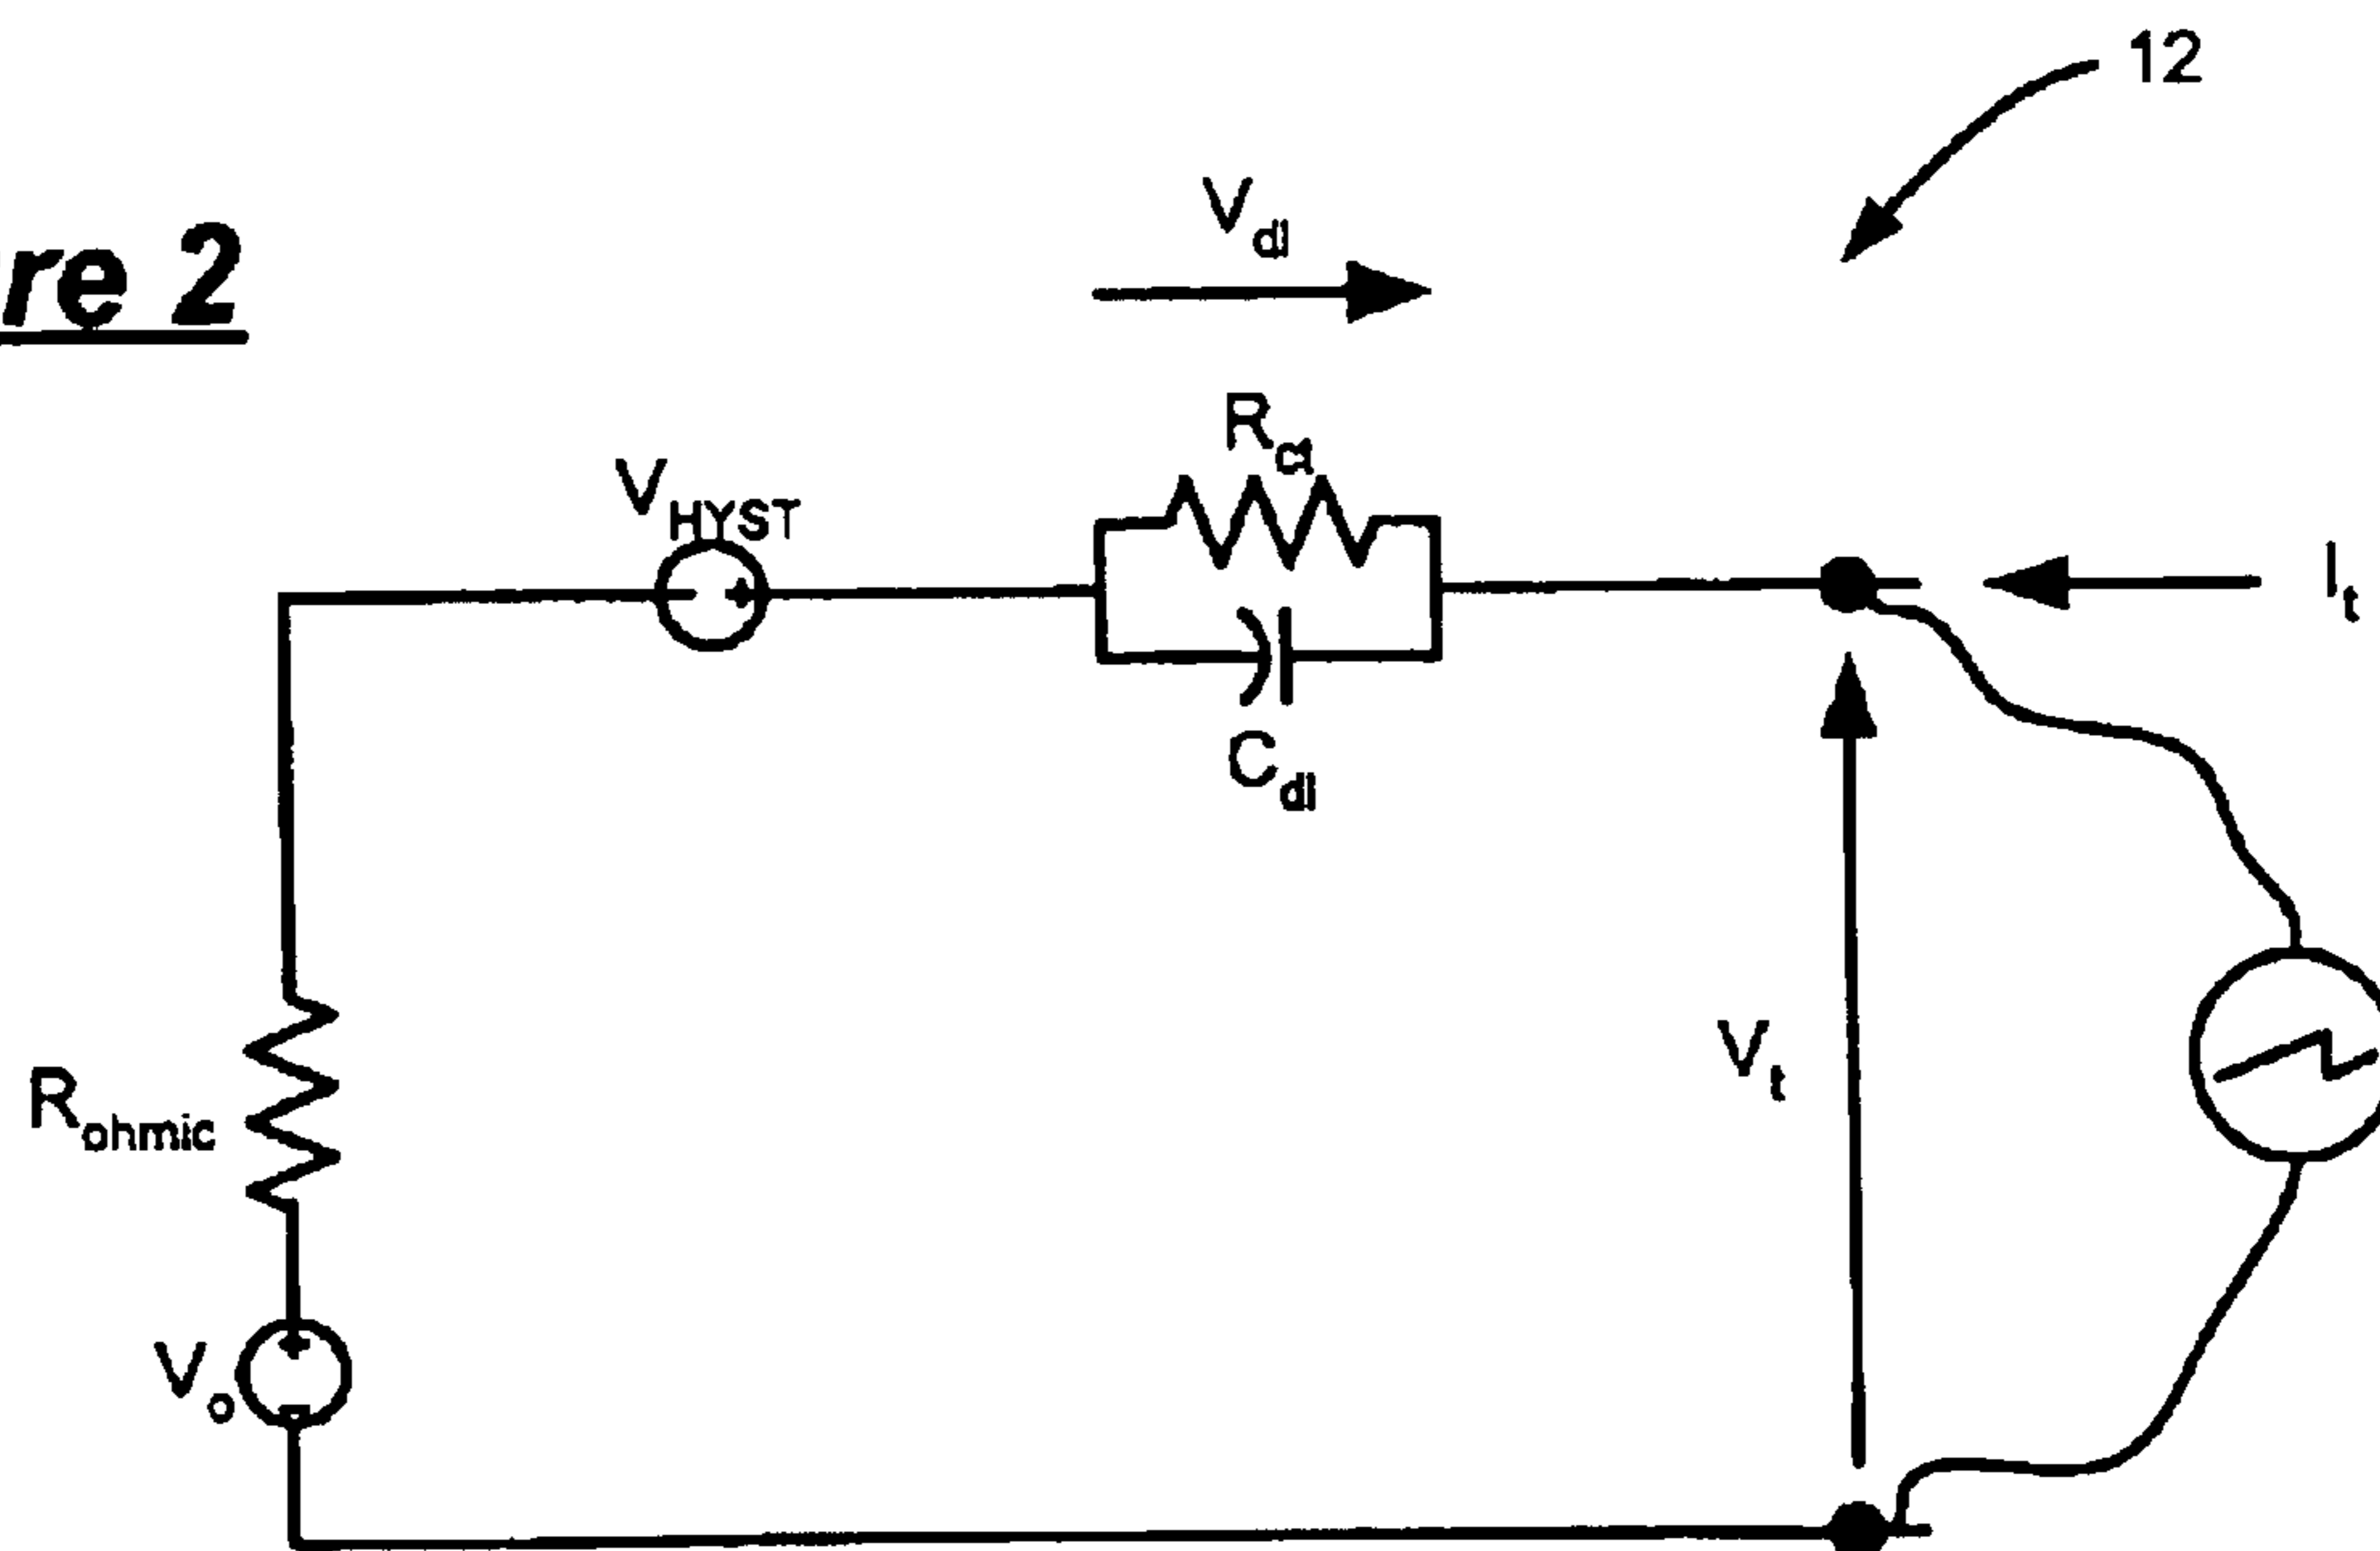 12
re 2
V_dl
R_ct
V_HYST
I_t
C_dl
V_t
R_ohmic
V_o